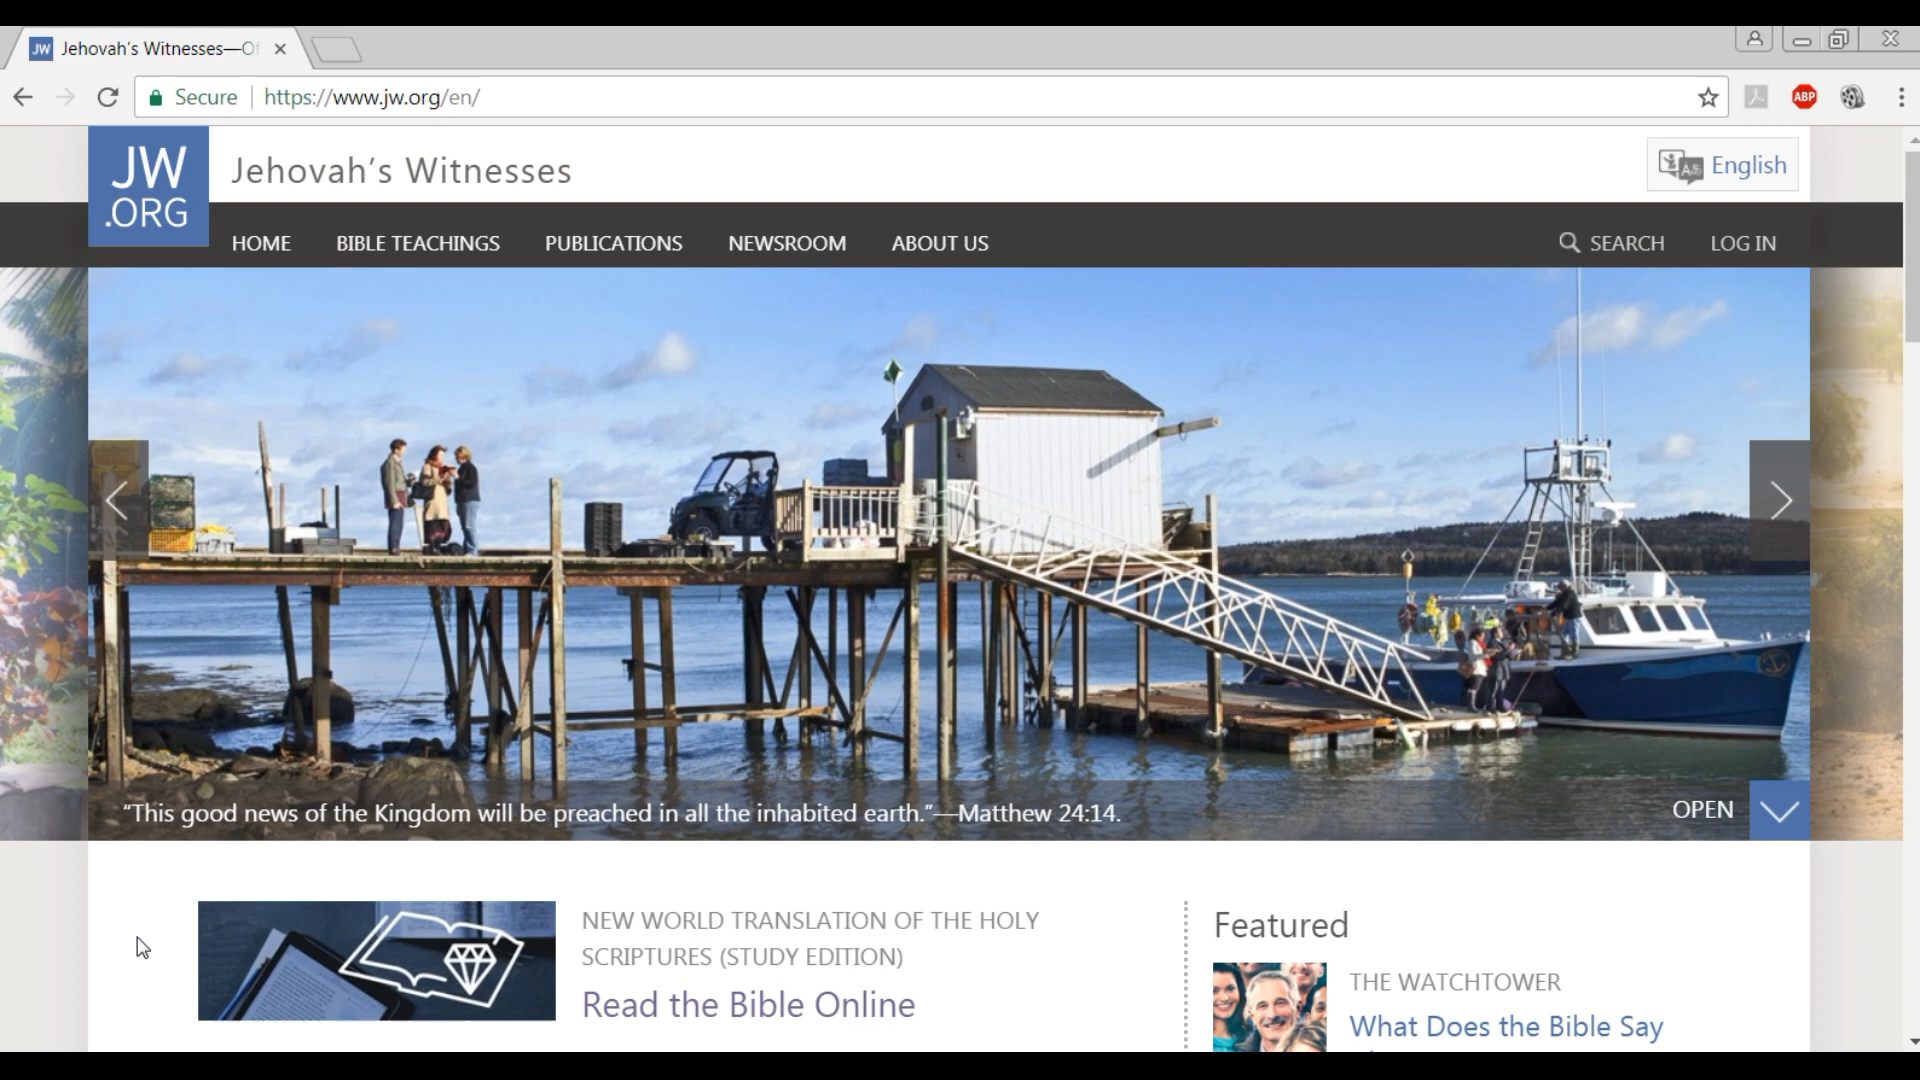 JW Jehovah's Witnesses—Of
Secure https://www.jw.org/en/
ABP
JW
.ORG
Jehovah's Witnesses
English
HOME BIBLE TEACHINGS PUBLICATIONS NEWSROOM ABOUT US SEARCH LOG IN
“This good news of the Kingdom will be preached in all the inhabited earth.”—Matthew 24:14.
OPEN
NEW WORLD TRANSLATION OF THE HOLY
SCRIPTURES (STUDY EDITION)
Read the Bible Online
Featured
THE WATCHTOWER
What Does the Bible Say